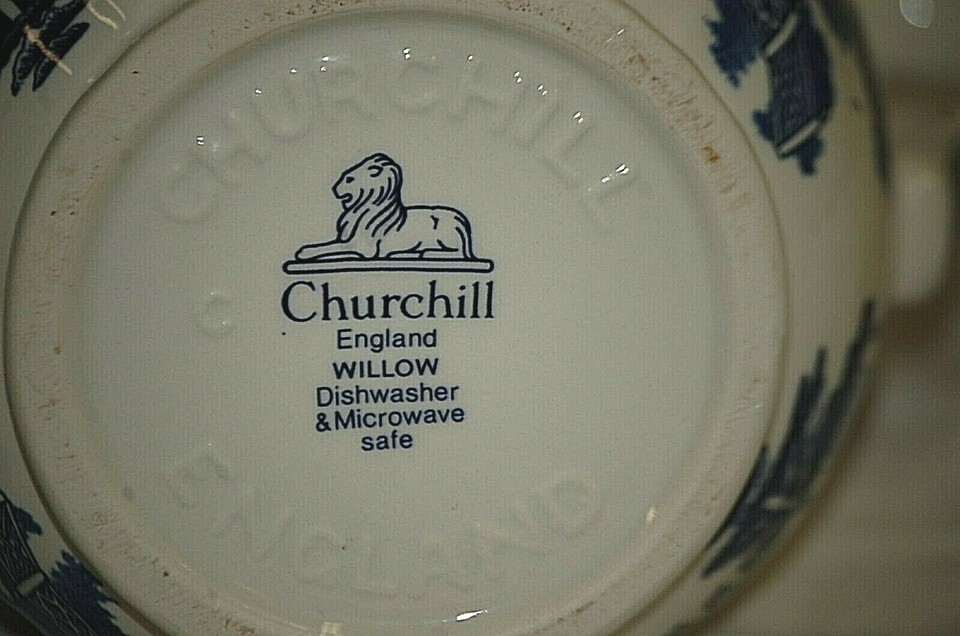 CHURCHILL
Churchill
England
WILLOW
Dishwasher
&Microwave
safe
ENGLAND